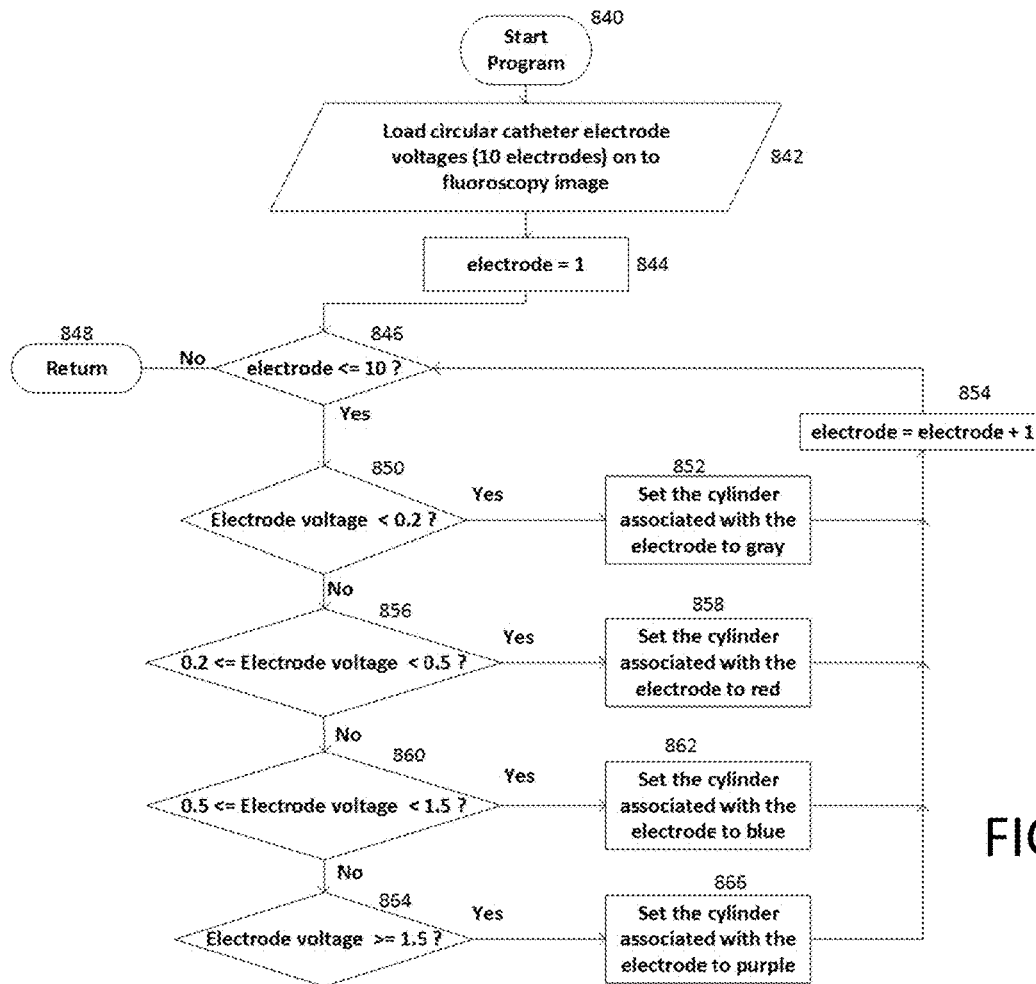 840
Start
Program
Load circular catheter electrode
voltages (10 electrodes) on to
fluoroscopy image
842
electrode = 1
844
848
846
Return
No
electrode <= 10 ?
Yes
854
electrode = electrode + 1
850
Electrode voltage < 0.2 ?
Yes
852
Set the cylinder
associated with the
electrode to gray
No
856
0.2 <= Electrode voltage < 0.5 ?
Yes
858
Set the cylinder
associated with the
electrode to red
No
860
0.5 <= Electrode voltage < 1.5 ?
Yes
862
Set the cylinder
associated with the
electrode to blue
No
864
Electrode voltage >= 1.5 ?
Yes
866
Set the cylinder
associated with the
electrode to purple